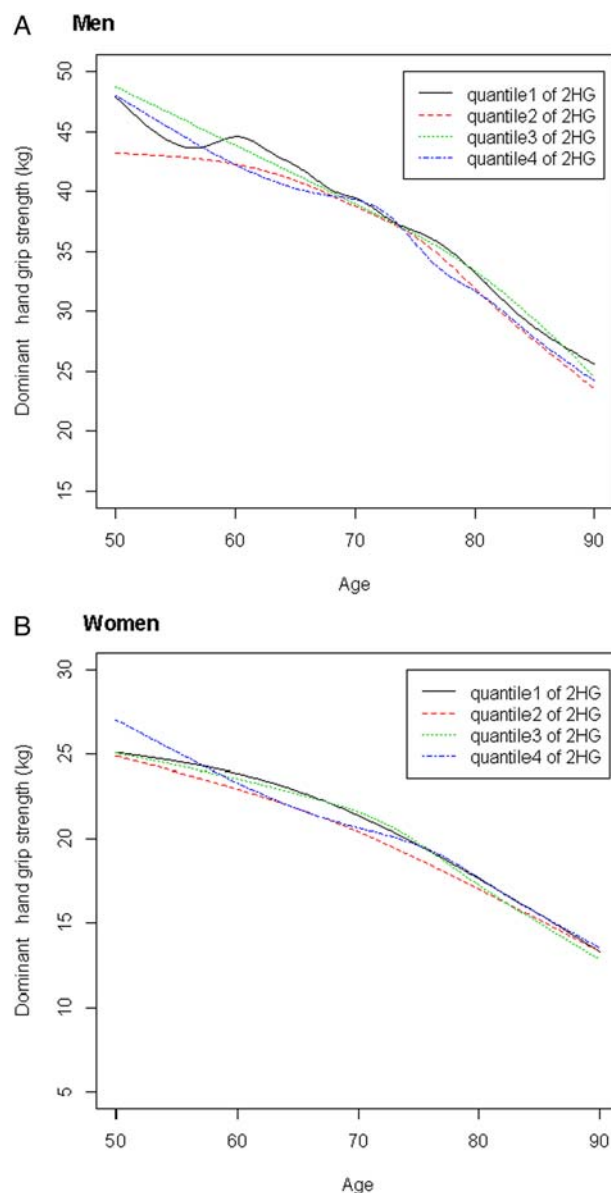 A Men
50
45
40
35
30
25
20
15
Dominant hand grip strength (kg)
quantile1 of 2HG
quantile2 of 2HG
quantile3 of 2HG
quantile4 of 2HG
50 60 70 80 90
Age
B Women
30
25
20
15
10
5
Dominant hand grip strength (kg)
quantile1 of 2HG
quantile2 of 2HG
quantile3 of 2HG
quantile4 of 2HG
50 60 70 80 90
Age